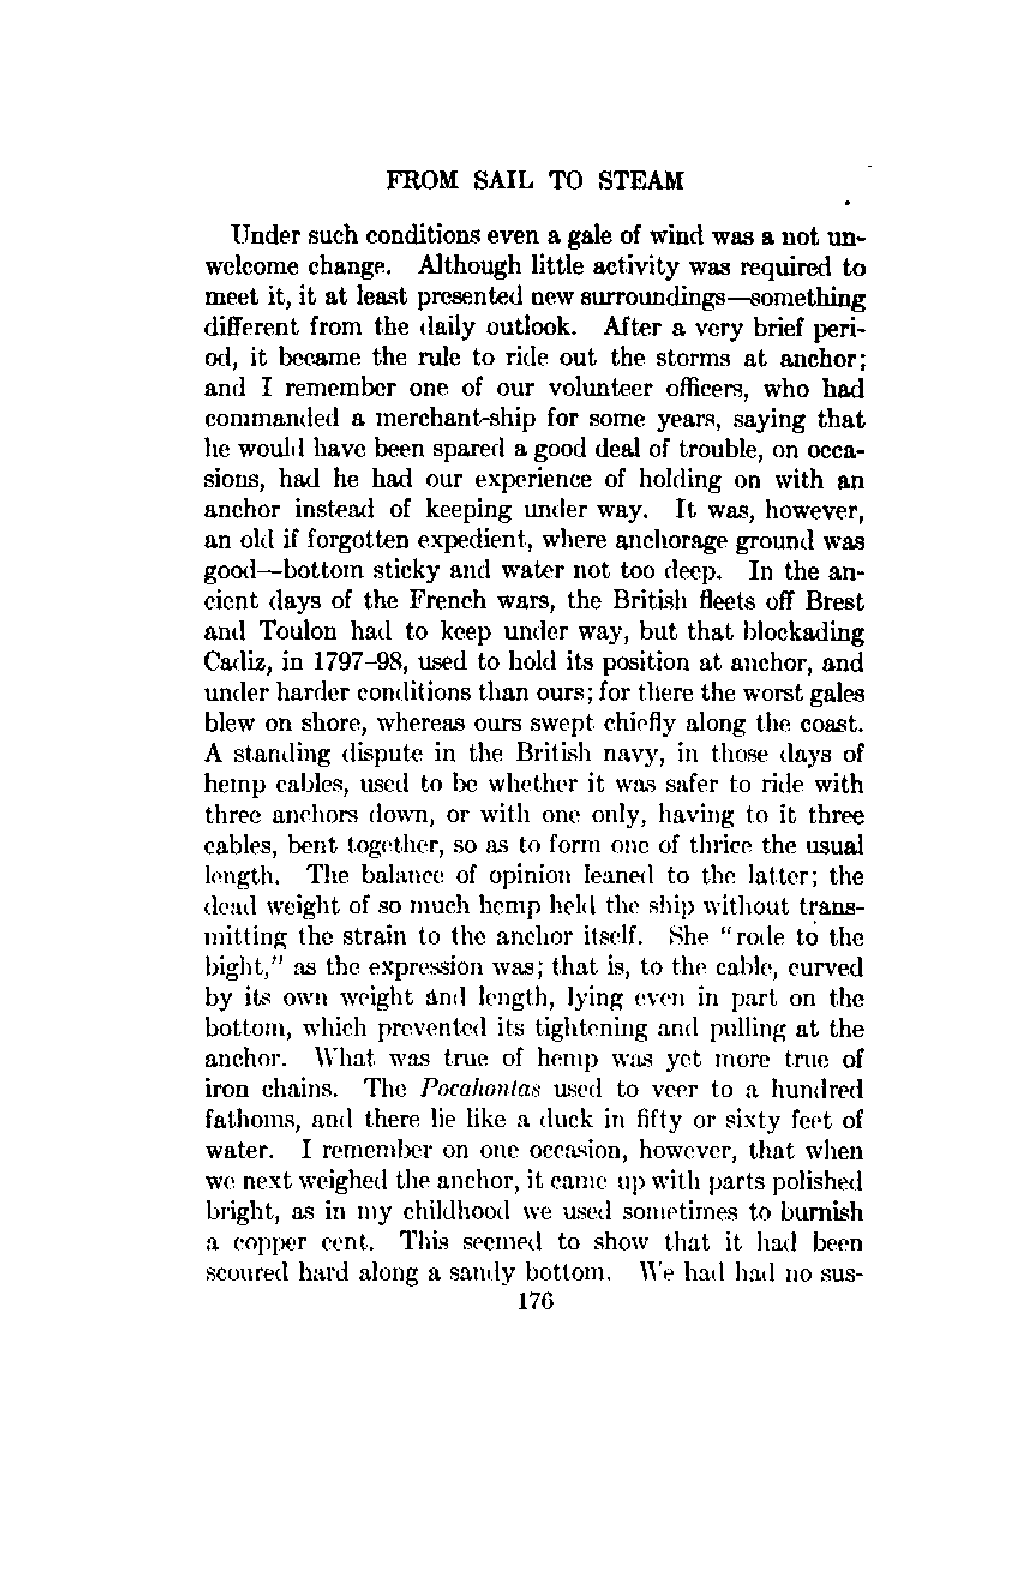 FROM SAIL TO STEAM
Under such conditions even a gale of wind was a not un-
welcome change. Although little activity was required to
meet it, it at least presented new surroundings—something
different from the daily outlook. After a very brief peri-
od, it became the rule to ride out the storms at anchor;
and I remember one of our volunteer officers, who had
commanded a merchant-ship for some years, saying that
he would have been spared a good deal of trouble, on occa-
sions, had he had our experience of holding on with an
anchor instead of keeping under way. It was, however,
an old if forgotten expedient, where anchorage ground was
good—bottom sticky and water not too deep. In the an-
cient days of the French wars, the British fleets off Brest
and Toulon had to keep under way, but that blockading
Cadiz, in 1797-98, used to hold its position at anchor, and
under harder conditions than ours; for there the worst gales
blew on shore, whereas ours swept chiefly along the coast.
A standing dispute in the British navy, in those days of
hemp cables, used to be whether it was safer to ride with
three anchors down, or with one only, having to it three
cables, bent together, so as to form one of thrice the usual
length. The balance of opinion leaned to the latter; the
dead weight of so much hemp held the ship without trans-
mitting the strain to the anchor itself. She "rode to the
bight," as the expression was; that is, to the cable, curved
by its own weight and length, lying even in part on the
bottom, which prevented its tightening and pulling at the
anchor. What was true of hemp was yet more true of
iron chains. The Pocahontas used to veer to a hundred
fathoms, and there lie like a duck in fifty or sixty feet of
water. I remember on one occasion, however, that when
we next weighed the anchor, it came up with parts polished
bright, as in my childhood we used sometimes to burnish
a copper cent. This seemed to show that it had been
scoured hard along a sandy bottom. We had had no sus-
176